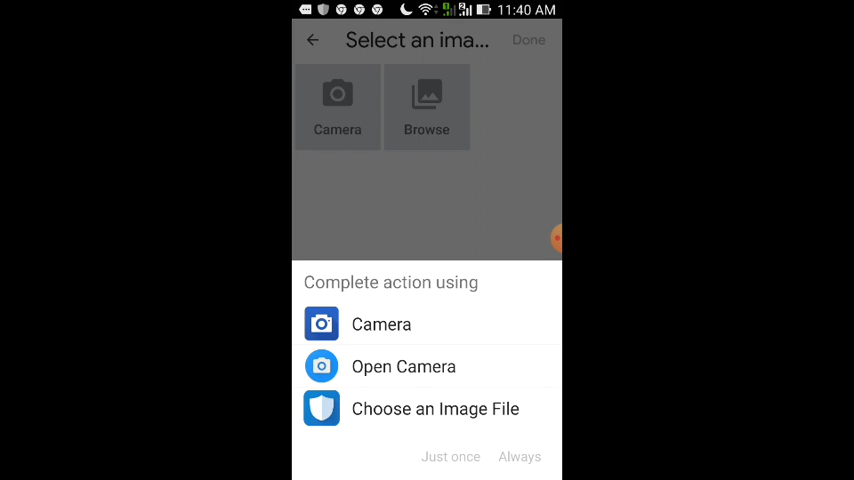 11:40 AM
Select an ima...
Done
Camera
Browse
Complete action using
Camera
Open Camera
Choose an Image File
Just once
Always